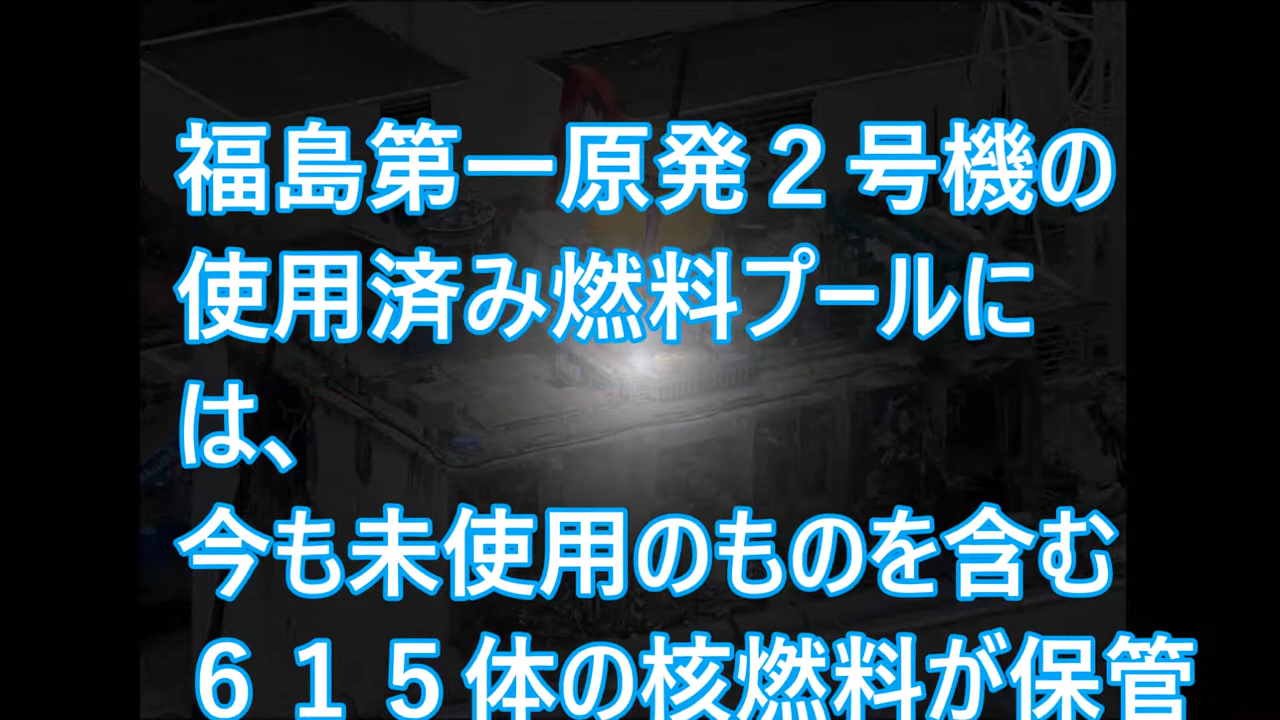 福島第一原発２号機の
使用済み燃料プールに
は、
今も未使用のものを含む
６１５体の核燃料が保管